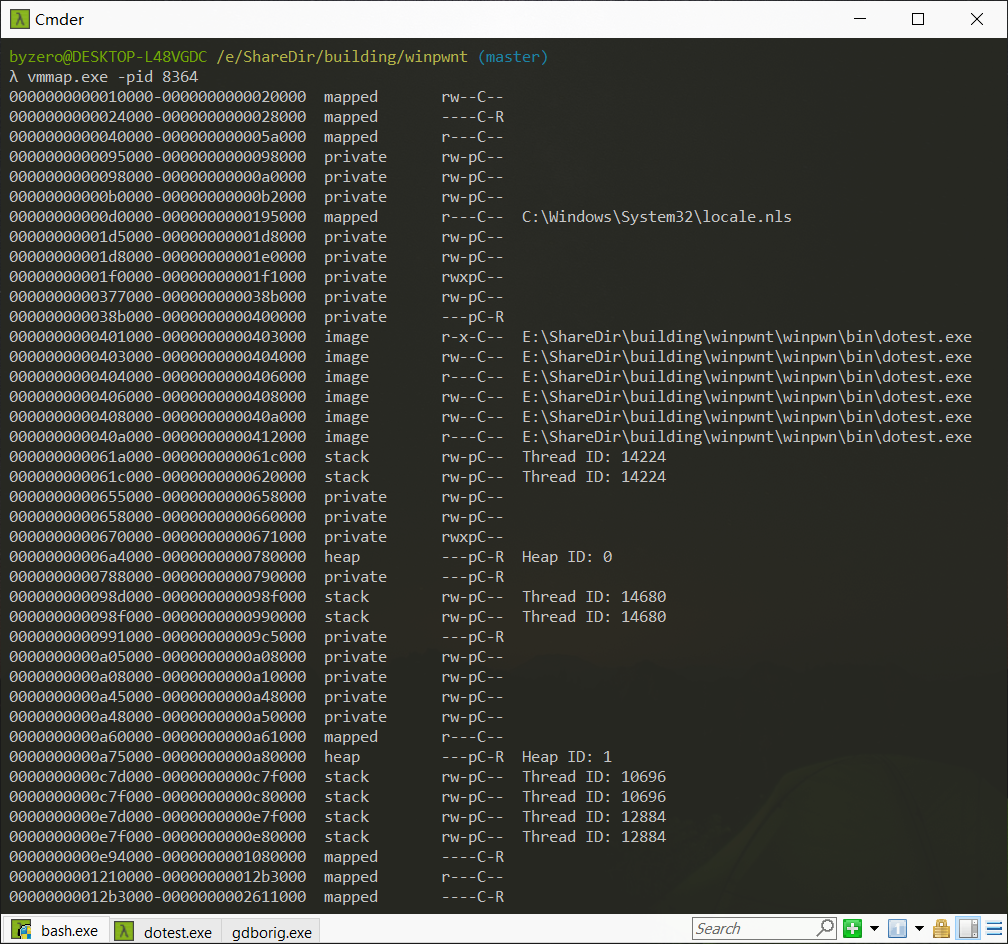 Cmder
byzero@DESKTOP-L48VGDC /e/ShareDir/building/winpwnt (master)
λ vmmap.exe -pid 8364
0000000000010000-0000000000020000  mapped       rw--C--
0000000000024000-0000000000028000  mapped       ----C-R
0000000000040000-000000000005a000  mapped       r---C--
0000000000095000-0000000000098000  private      rw-pC--
0000000000098000-00000000000a0000  private      rw-pC--
00000000000b0000-00000000000b2000  private      rw-pC--
00000000000d0000-0000000000195000  mapped       r---C--  C:\Windows\System32\locale.nls
00000000001d5000-00000000001d8000  private      rw-pC--
00000000001d8000-00000000001e0000  private      rw-pC--
00000000001f0000-00000000001f1000  private      rwxpC--
0000000000377000-000000000038b000  private      rw-pC--
000000000038b000-0000000000400000  private      ---pC-R
0000000000401000-0000000000403000  image        r-x-C--  E:\ShareDir\building\winpwnt\winpwn\bin\dotest.exe
0000000000403000-0000000000404000  image        rw--C--  E:\ShareDir\building\winpwnt\winpwn\bin\dotest.exe
0000000000404000-0000000000406000  image        r---C--  E:\ShareDir\building\winpwnt\winpwn\bin\dotest.exe
0000000000406000-0000000000408000  image        rw--C--  E:\ShareDir\building\winpwnt\winpwn\bin\dotest.exe
0000000000408000-000000000040a000  image        rw--C--  E:\ShareDir\building\winpwnt\winpwn\bin\dotest.exe
000000000040a000-0000000000412000  image        r---C--  E:\ShareDir\building\winpwnt\winpwn\bin\dotest.exe
000000000061a000-000000000061c000  stack        rw-pC--  Thread ID: 14224
000000000061c000-0000000000620000  stack        rw-pC--  Thread ID: 14224
0000000000655000-0000000000658000  private      rw-pC--
0000000000658000-0000000000660000  private      rw-pC--
0000000000670000-0000000000671000  private      rwxpC--
00000000006a4000-0000000000780000  heap         ---pC-R  Heap ID: 0
0000000000788000-0000000000790000  private      ---pC-R
000000000098d000-000000000098f000  stack        rw-pC--  Thread ID: 14680
000000000098f000-0000000000990000  stack        rw-pC--  Thread ID: 14680
0000000000991000-00000000009c5000  private      ---pC-R
0000000000a05000-0000000000a08000  private      rw-pC--
0000000000a08000-0000000000a10000  private      rw-pC--
0000000000a45000-0000000000a48000  private      rw-pC--
0000000000a48000-0000000000a50000  private      rw-pC--
0000000000a60000-0000000000a61000  mapped       r---C--
0000000000a75000-0000000000a80000  heap         ---pC-R  Heap ID: 1
0000000000c7d000-0000000000c7f000  stack        rw-pC--  Thread ID: 10696
0000000000c7f000-0000000000c80000  stack        rw-pC--  Thread ID: 10696
0000000000e7d000-0000000000e7f000  stack        rw-pC--  Thread ID: 12884
0000000000e7f000-0000000000e80000  stack        rw-pC--  Thread ID: 12884
0000000000e94000-0000000001080000  mapped       ----C-R
0000000001210000-00000000012b3000  mapped       r---C--
00000000012b3000-0000000002611000  mapped       ----C-R
bash.exe  dotest.exe  gdborig.exe  Search